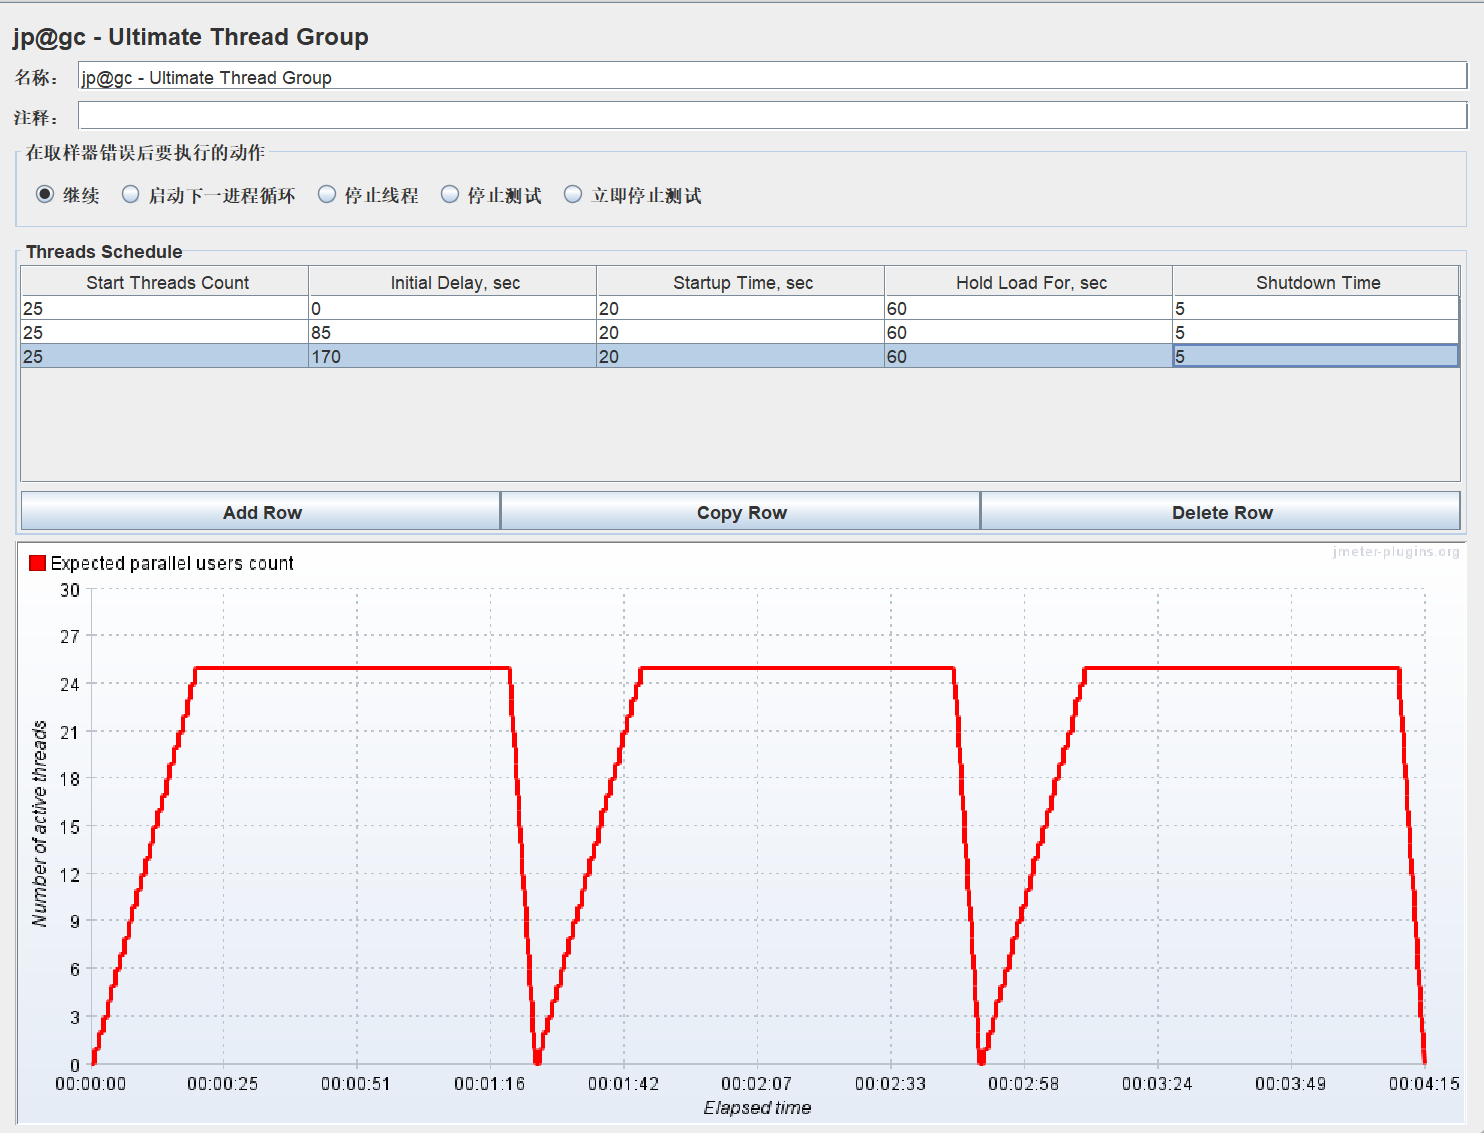 jp@gc - Ultimate Thread Group
名称： jp@gc - Ultimate Thread Group
注释：
在取样器错误后要执行的动作
继续 启动下一进程循环 停止线程 停止测试 立即停止测试
Threads Schedule
Start Threads Count Initial Delay, sec Startup Time, sec Hold Load For, sec Shutdown Time
25 0 20 60 5
25 85 20 60 5
25 170 20 60 5
Add Row Copy Row Delete Row
jmeter-plugins.org
Expected parallel users count
30
27
24
21
18
15
12
9
6
3
0
Number of active threads
00:00:00 00:00:25 00:00:51 00:01:16 00:01:42 00:02:07 00:02:33 00:02:58 00:03:24 00:03:49 00:04:15
Elapsed time